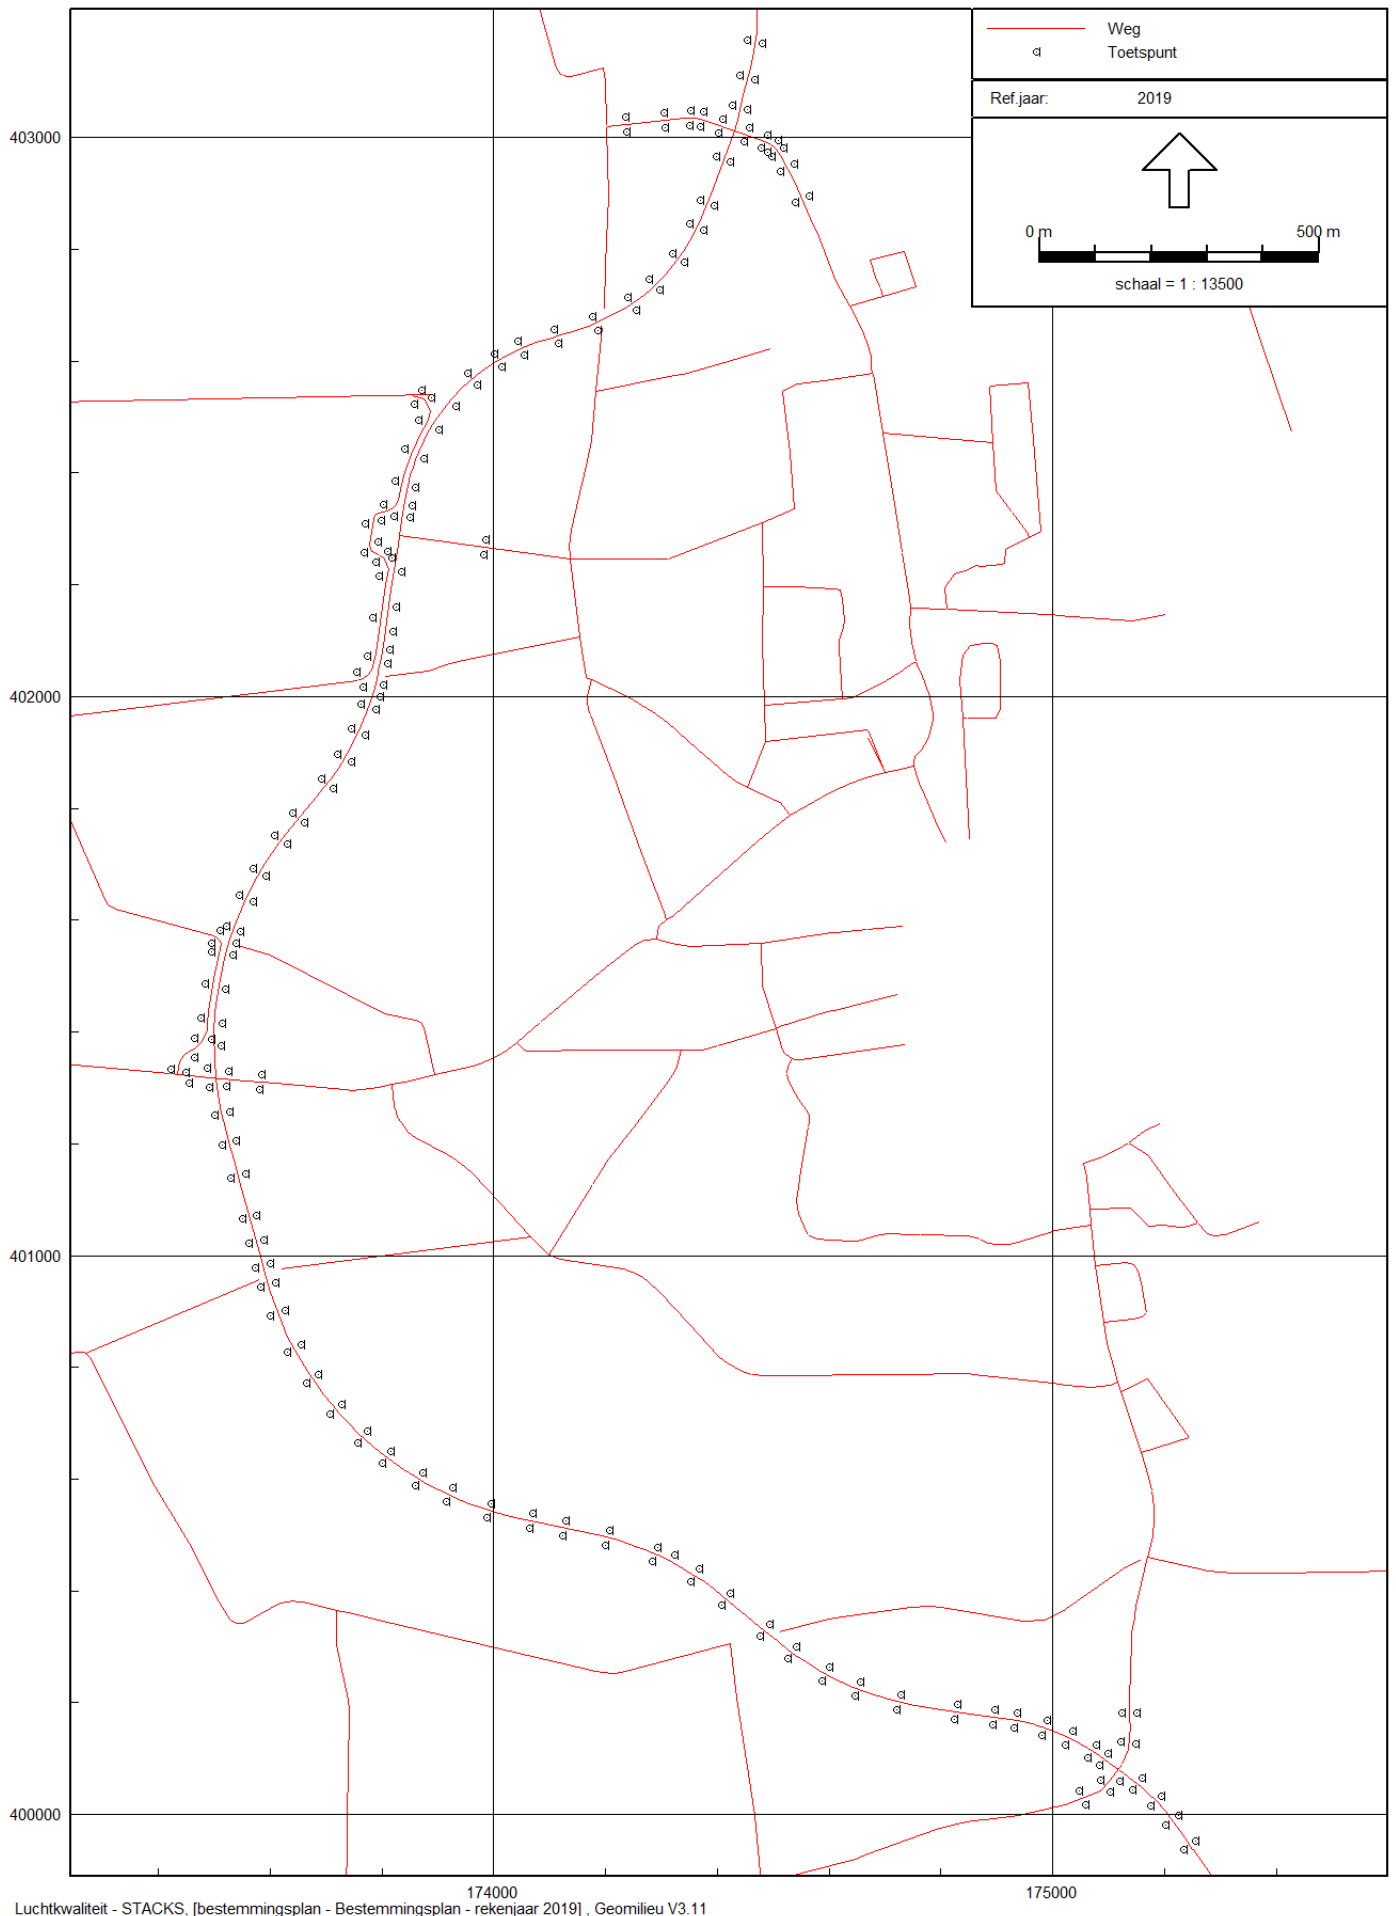 Weg
Toetspunt
Ref.jaar: 2019
0 m 500 m
schaal = 1 : 13500
403000
402000
401000
400000
174000 175000
Luchtkwaliteit - STACKS, [bestemmingsplan - Bestemmingsplan - rekenjaar 2019] , Geomilieu V3.11